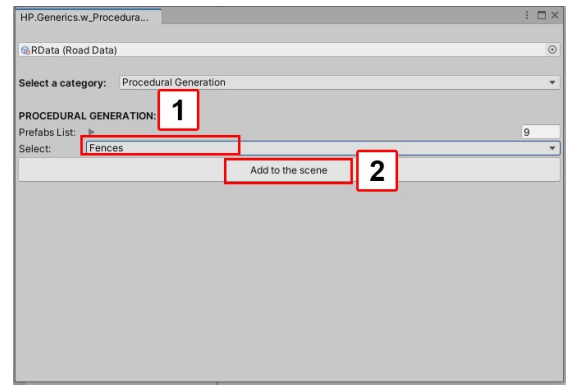 HP.Generics.w_Procedura...
RData (Road Data)
Select a category: Procedural Generation
1
PROCEDURAL GENERATION:
Prefabs List: 9
Select: Fences
Add to the scene 2